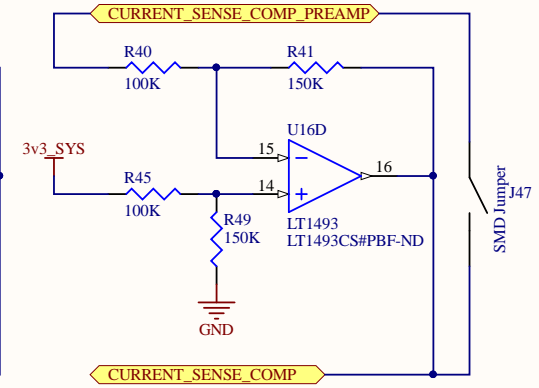 CURRENT_SENSE_COMP_PREAMP
R40
100K
R41
150K
U16D
3v3_SYS
15
16
14
R45
100K
R49
150K
LT1493
LT1493CS#PBF-ND
GND
SMD Jumper
J47
CURRENT_SENSE_COMP